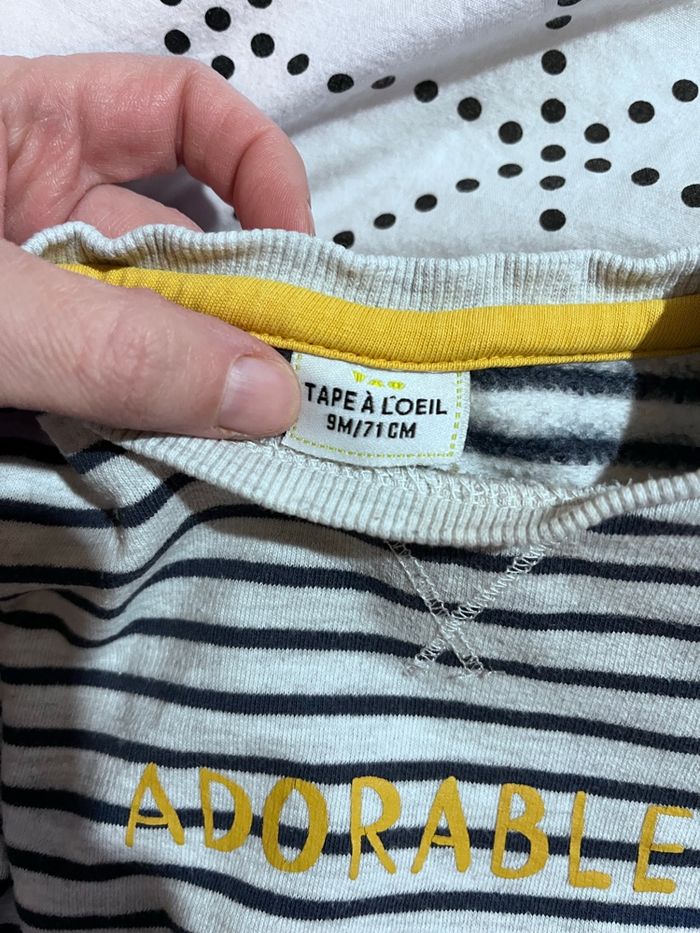 TAPE À L'OEIL
9M/71CM
ADORABLE